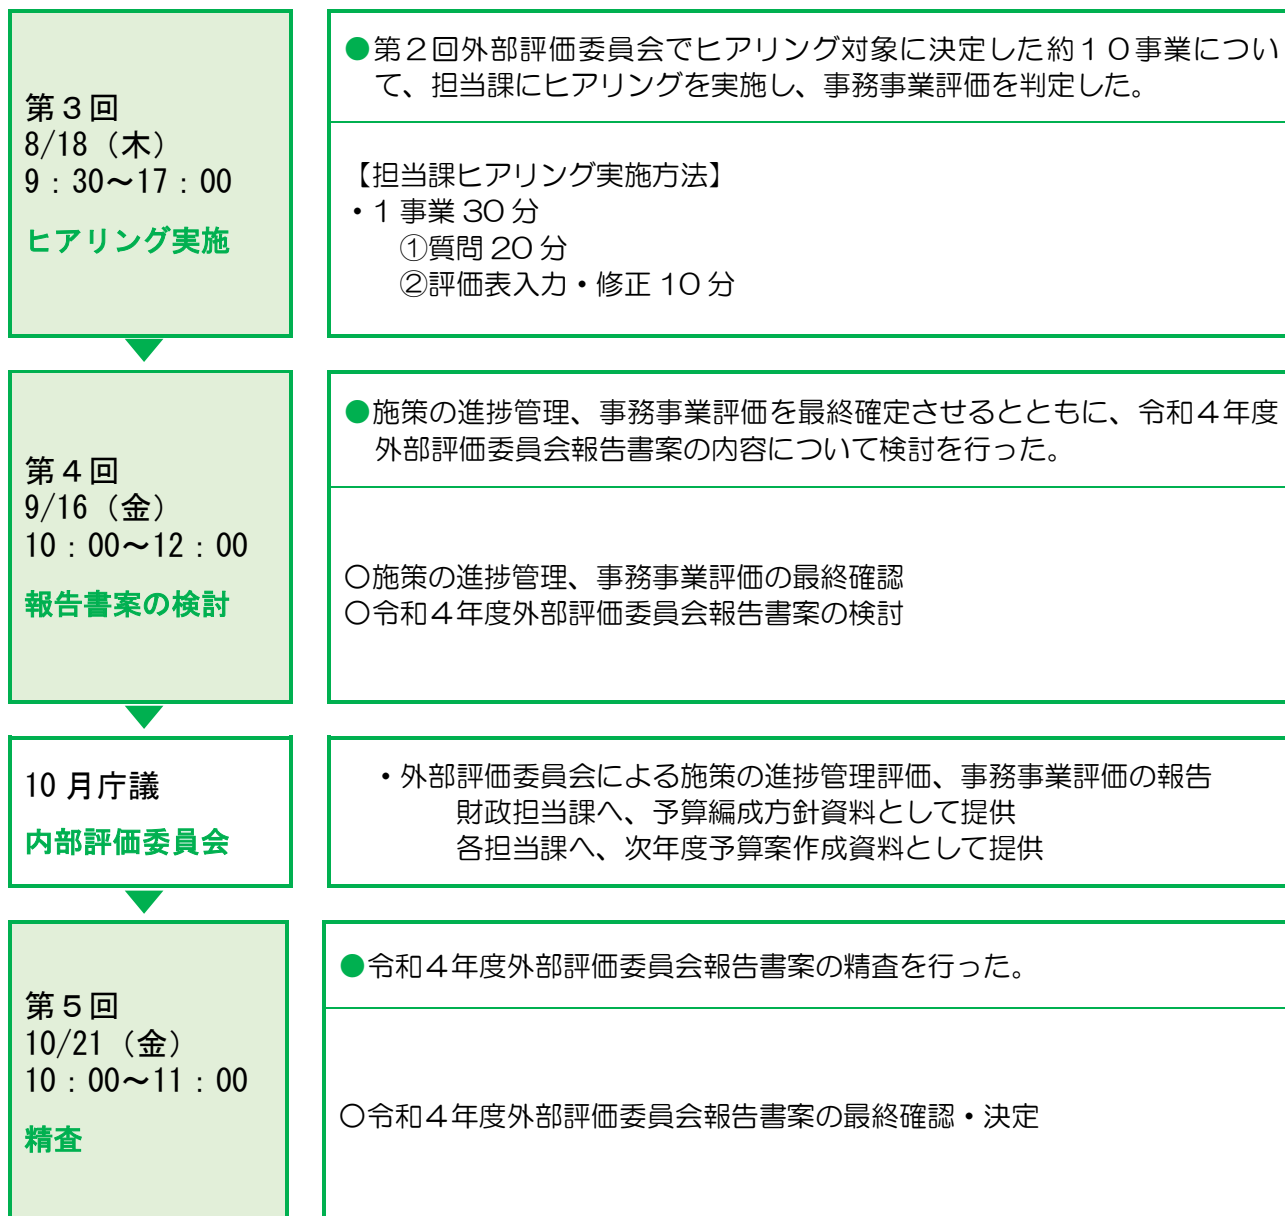 第３回
8/18（木）
9：30～17：00
ヒアリング実施
●第２回外部評価委員会でヒアリング対象に決定した約１０事業につい
て、担当課にヒアリングを実施し、事務事業評価を判定した。
【担当課ヒアリング実施方法】
・1事業30分
①質問20分
②評価表入力・修正10分
第４回
9/16（金）
10：00～12：00
報告書案の検討
●施策の進捗管理、事務事業評価を最終確定させるとともに、令和４年度
外部評価委員会報告書案の内容について検討を行った。
〇施策の進捗管理、事務事業評価の最終確認
〇令和４年度外部評価委員会報告書案の検討
10月庁議
内部評価委員会
・外部評価委員会による施策の進捗管理評価、事務事業評価の報告
財政担当課へ、予算編成方針資料として提供
各担当課へ、次年度予算案作成資料として提供
第５回
10/21（金）
10：00～11：00
精査
●令和４年度外部評価委員会報告書案の精査を行った。
〇令和４年度外部評価委員会報告書案の最終確認・決定